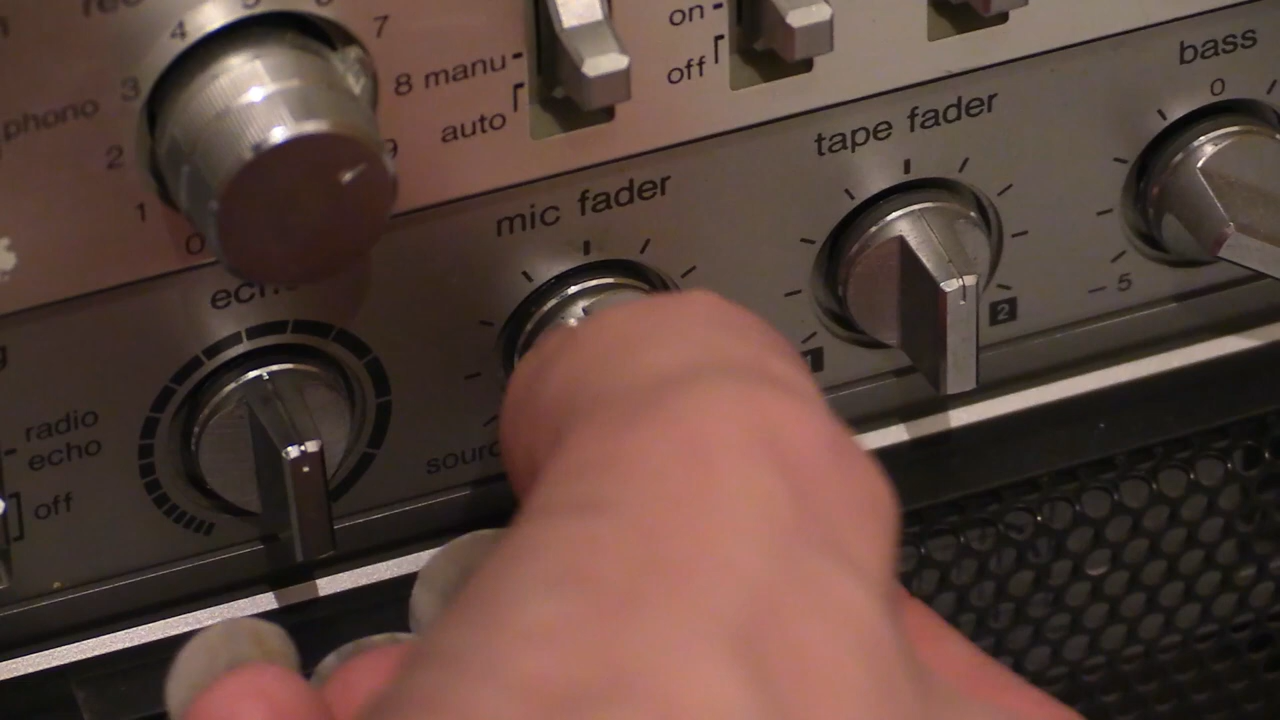 4
7
3
phono
2
1
0
9
8 manu
auto
on
off
mic fader
tape fader
bass
0
2
5
radio
echo
off